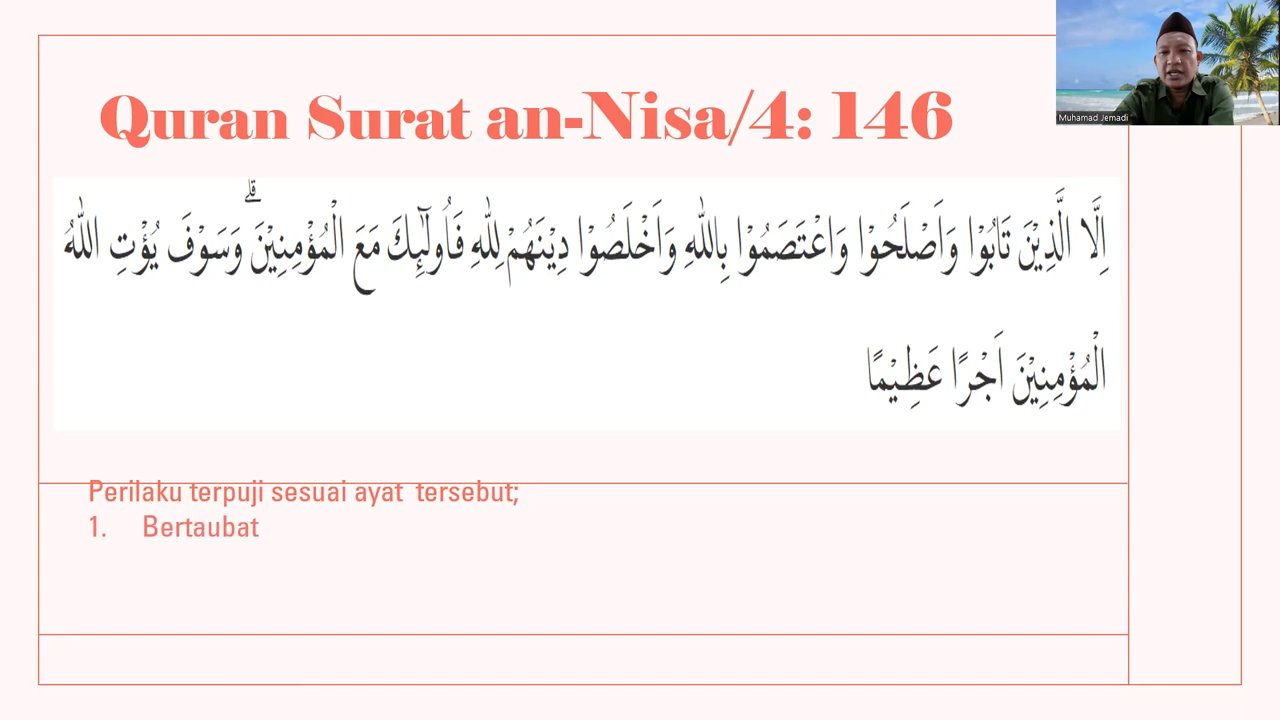 Quran Surat an-Nisa/4: 146
Muhamad Jemadi
اِلَّا الَّذِيْنَ تَابُوْا وَاَصْلَحُوْا وَاعْتَصَمُوْا بِاللّٰهِ وَاَخْلَصُوْا دِيْنَهُمْ لِلّٰهِ فَاُولٰۤىِٕكَ مَعَ الْمُؤْمِنِيْنَۗ وَسَوْفَ يُؤْتِ اللّٰهُ
الْمُؤْمِنِيْنَ اَجْرًا عَظِيْمًا
Perilaku terpuji sesuai ayat tersebut;
1. Bertaubat